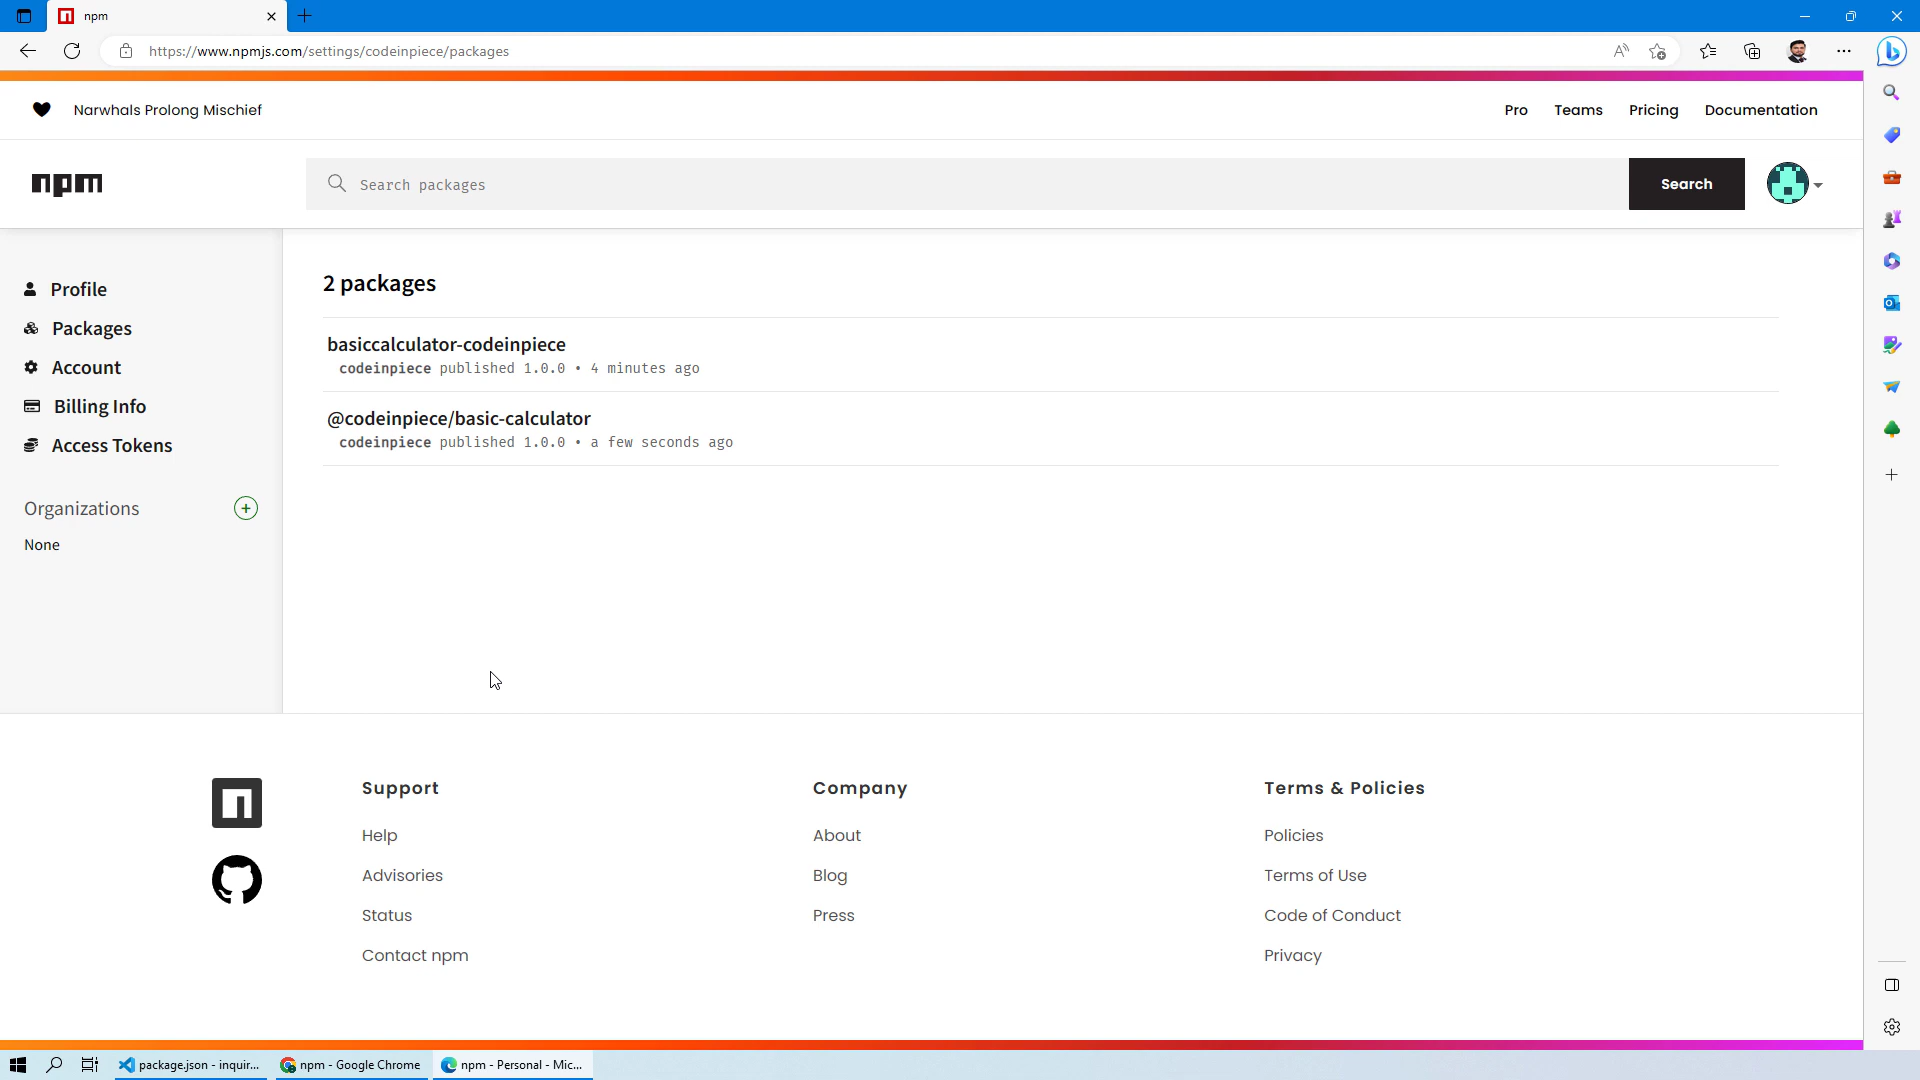 npm
https://www.npmjs.com/settings/codeinpiece/packages
Narwhals Prolong Mischief
Pro Teams Pricing Documentation
npm
Search packages
Search
Profile
Packages
Account
Billing Info
Access Tokens
Organizations
None
2 packages
basiccalculator-codeinpiece
codeinpiece published 1.0.0 • 4 minutes ago
@codeinpiece/basic-calculator
codeinpiece published 1.0.0 • a few seconds ago
Support
Help
Advisories
Status
Contact npm
Company
About
Blog
Press
Terms & Policies
Policies
Terms of Use
Code of Conduct
Privacy
package.json - inquir...
npm - Google Chrome
npm - Personal - Mic...